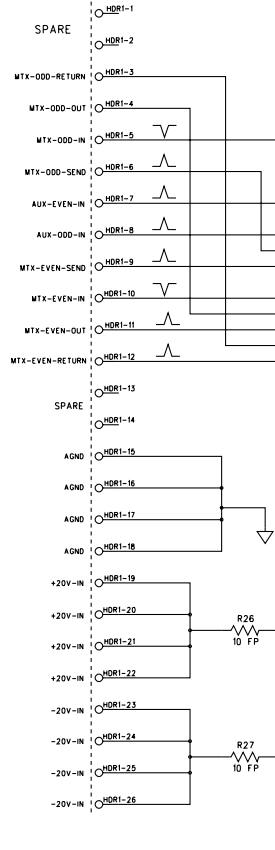 HDR1-1
SPARE
HDR1-2
MTX-ODD-RETURN HDR1-3
MTX-ODD-OUT HDR1-4
MTX-ODD-IN HDR1-5
MTX-ODD-SEND HDR1-6
AUX-EVEN-IN HDR1-7
AUX-ODD-IN HDR1-8
MTX-EVEN-SEND HDR1-9
MTX-EVEN-IN HDR1-10
MTX-EVEN-OUT HDR1-11
MTX-EVEN-RETURN HDR1-12
HDR1-13
SPARE
HDR1-14
AGND HDR1-15
AGND HDR1-16
AGND HDR1-17
AGND HDR1-18
+20V-IN HDR1-19
+20V-IN HDR1-20
R26
+20V-IN HDR1-21
10 FP
+20V-IN HDR1-22
-20V-IN HDR1-23
-20V-IN HDR1-24
R27
-20V-IN HDR1-25
10 FP
-20V-IN HDR1-26